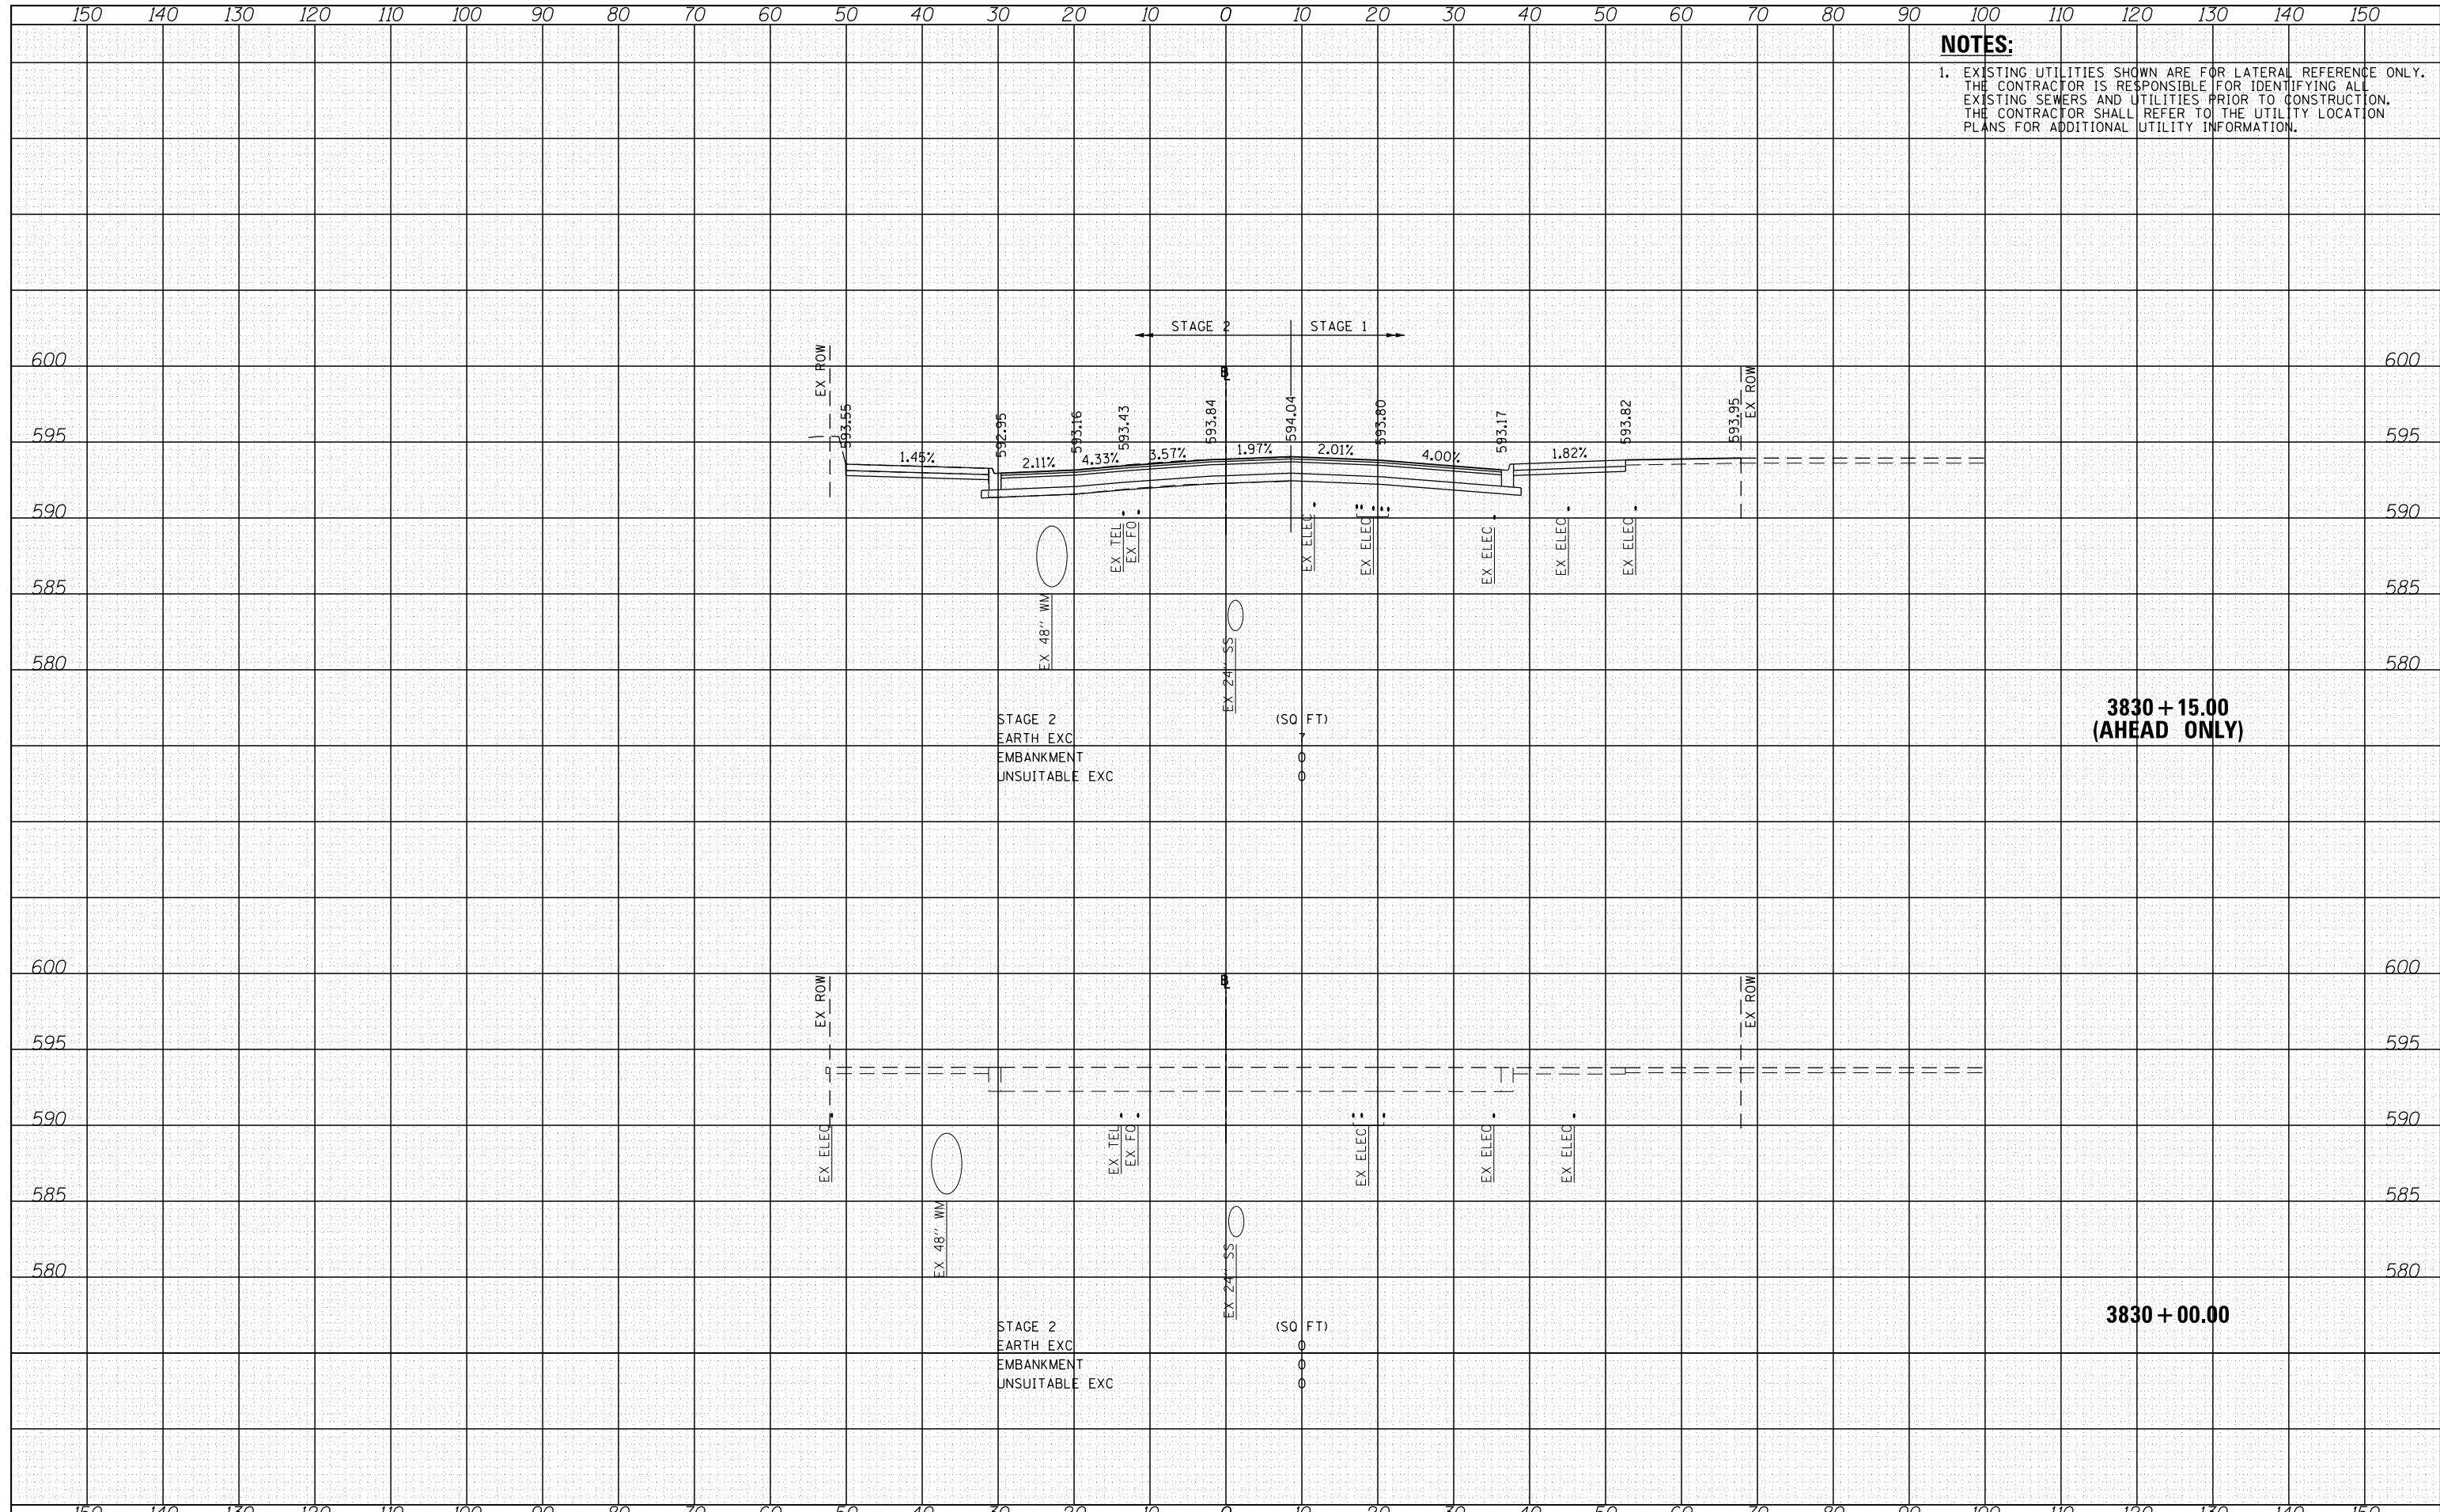 150 140 130 120 110 100 90 80 70 60 50 40 30 20 10 0 10 20 30 40 50 60 70 80 90 100 110 120 130 140 150
NOTES:
1. EXISTING UTILITIES SHOWN ARE FOR LATERAL REFERENCE ONLY.
THE CONTRACTOR IS RESPONSIBLE FOR IDENTIFYING ALL
EXISTING SEWERS AND UTILITIES PRIOR TO CONSTRUCTION.
THE CONTRACTOR SHALL REFER TO THE UTILITY LOCATION
PLANS FOR ADDITIONAL UTILITY INFORMATION.
STAGE 2 STAGE 1
600 EX ROW B EX ROW 600
595 593.55 592.95 593.16 593.43 593.84 594.04 593.80 593.17 593.82 593.95 595
1.45% 2.11% 4.33% 3.57% 1.97% 2.01% 4.00% 1.82%
590 590
EX TEL EX FO EX ELEC EX ELEC EX ELEC EX ELEC EX ELEC
585 585
EX 48" WM EX 24" SS
580 580
3830+15.00
(AHEAD ONLY)
STAGE 2 (SQ FT)
EARTH EXC 7
EMBANKMENT 0
UNSUITABLE EXC 0
600 EX ROW B EX ROW 600
595 595
590 590
EX ELEC EX TEL EX FO EX ELEC EX ELEC EX ELEC
585 585
EX 48" WM EX 24" SS
580 580
3830+00.00
STAGE 2 (SQ FT)
EARTH EXC 0
EMBANKMENT 0
UNSUITABLE EXC 0
150 140 130 120 110 100 90 80 70 60 50 40 30 20 10 0 10 20 30 40 50 60 70 80 90 100 110 120 130 140 150